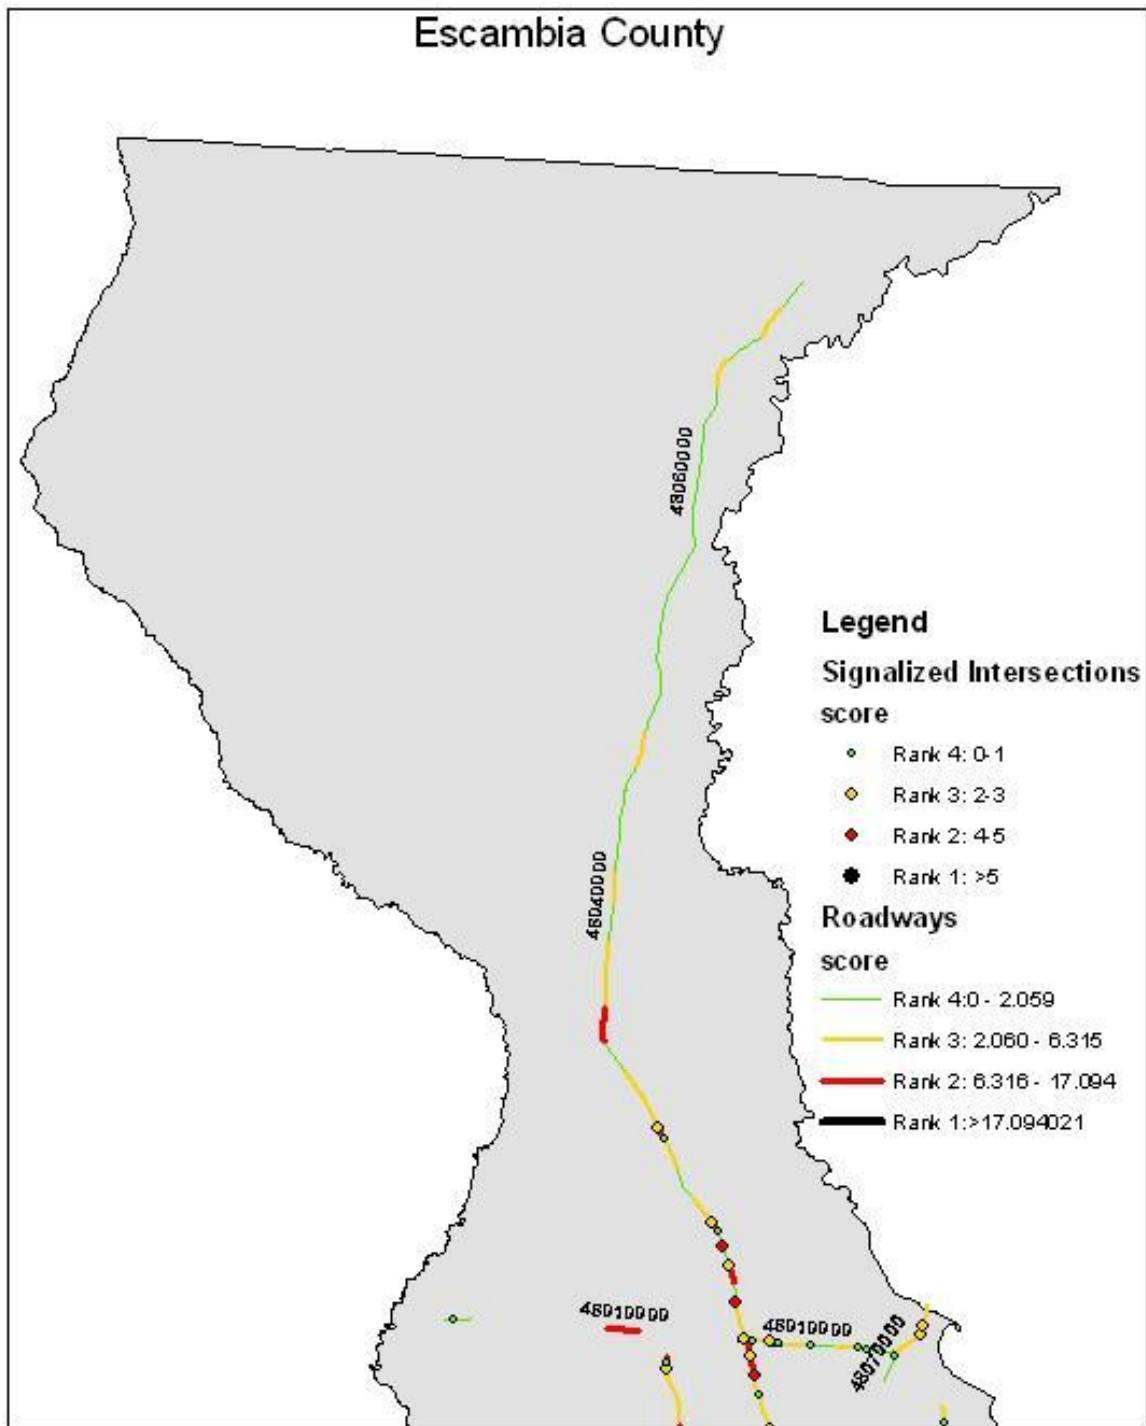 Escambia County
48060000
Legend
Signalized Intersections
score
Rank 4: 0-1
Rank 3: 2-3
Rank 2: 4-5
Rank 1: >5
48040000
Roadways
score
Rank 4:0 - 2.059
Rank 3: 2.060 - 6.315
Rank 2: 6.316 - 17.094
Rank 1:>17.094021
48010000
48010000
48070000